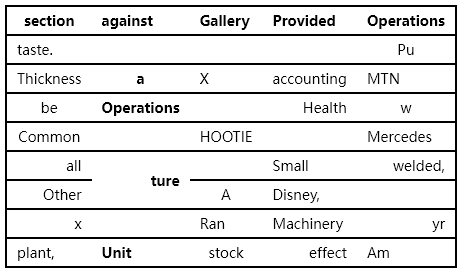 section against Gallery Provided Operations
taste. Pu
Thickness a X accounting MTN
be Operations Health w
Common HOOTIE Mercedes
all ture Small welded,
Other A Disney,
x Ran Machinery yr
plant, Unit stock effect Am